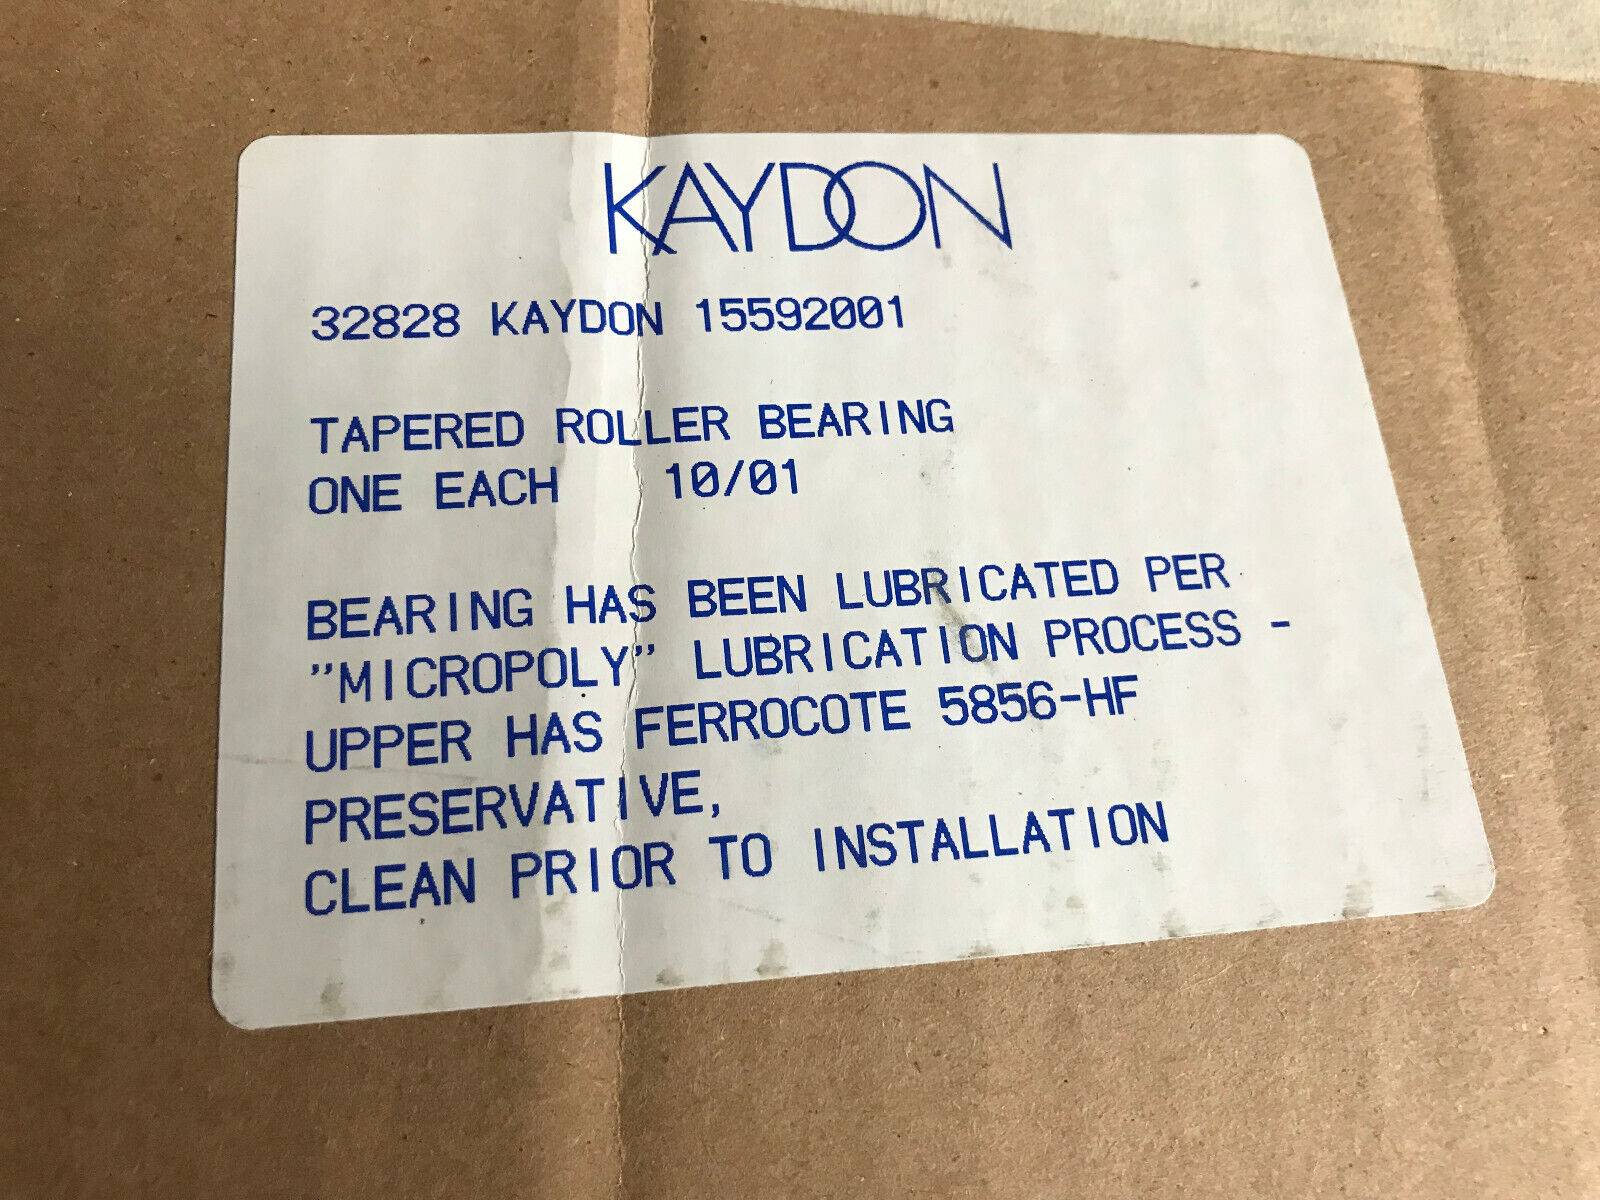 KAYDON
32828 KAYDON 15592001
TAPERED ROLLER BEARING
ONE EACH 10/01
BEARING HAS BEEN LUBRICATED PER
"MICROPOLY" LUBRICATION PROCESS -
UPPER HAS FERROCOTE 5856-HF
PRESERVATIVE,
CLEAN PRIOR TO INSTALLATION